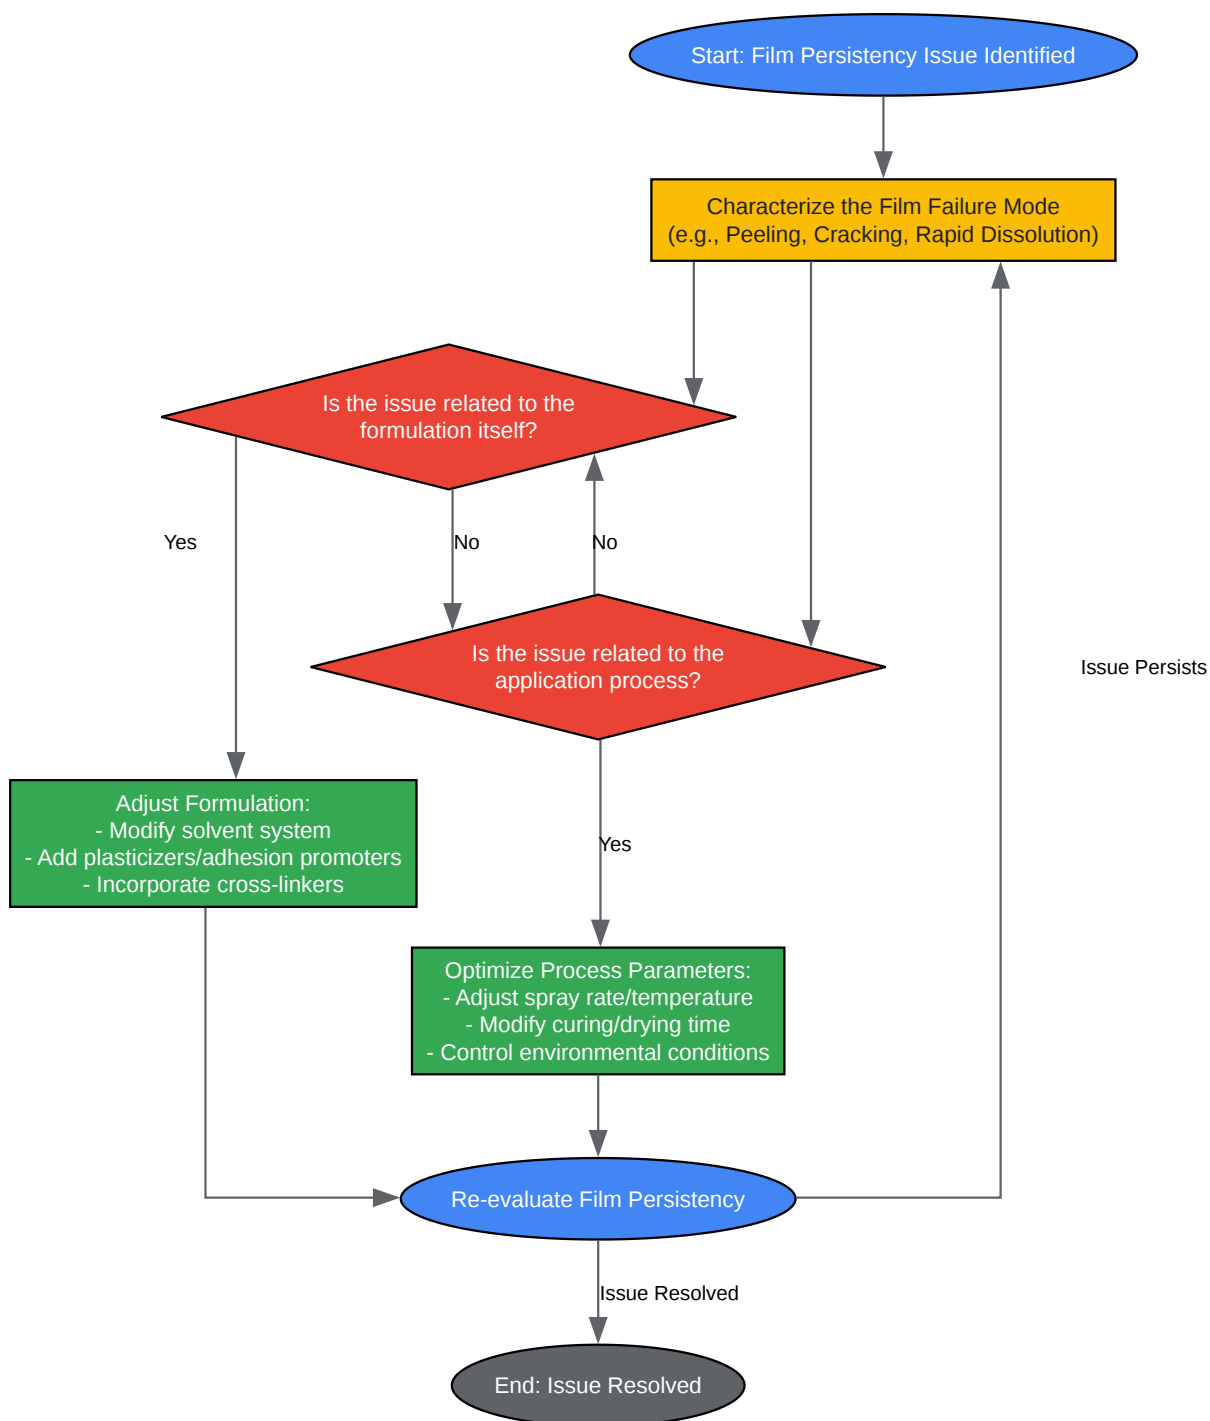 Start: Film Persistency Issue Identified
Characterize the Film Failure Mode
(e.g., Peeling, Cracking, Rapid Dissolution)
Is the issue related to the
formulation itself?
Yes
No
No
Is the issue related to the
application process?
Issue Persists
Adjust Formulation:
- Modify solvent system
- Add plasticizers/adhesion promoters
- Incorporate cross-linkers
Yes
Optimize Process Parameters:
- Adjust spray rate/temperature
- Modify curing/drying time
- Control environmental conditions
Re-evaluate Film Persistency
Issue Resolved
End: Issue Resolved